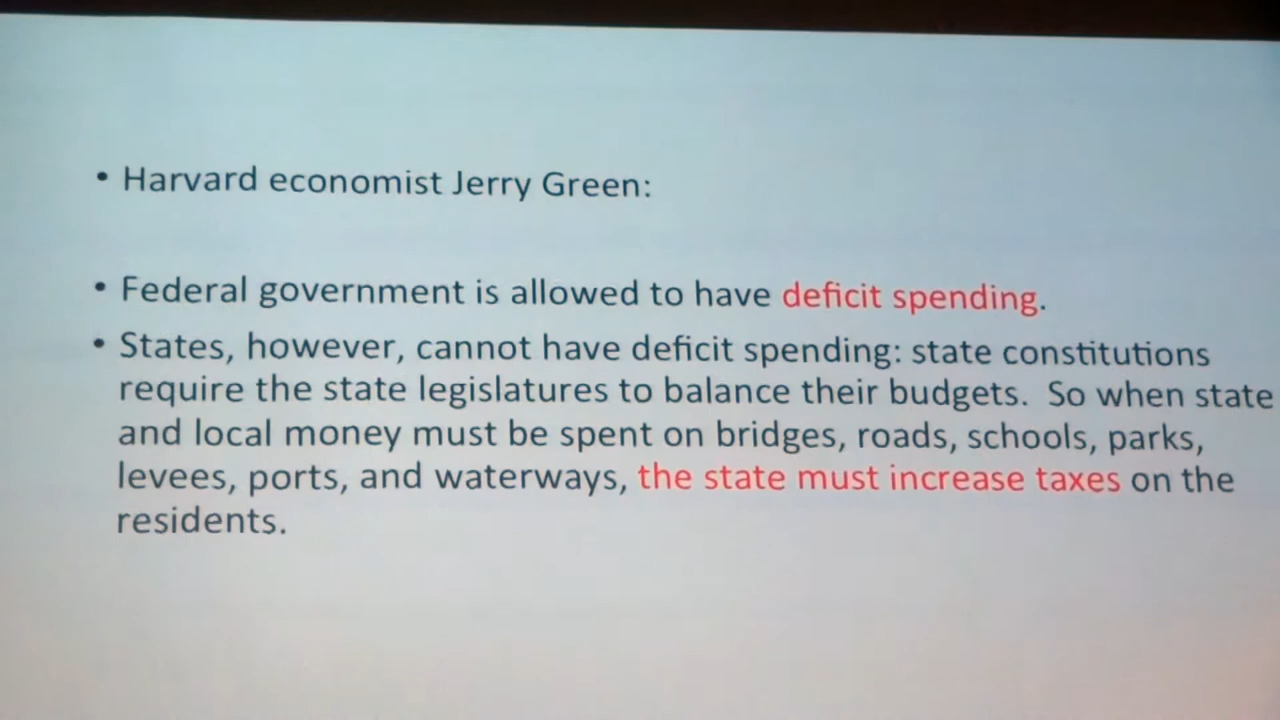 • Harvard economist Jerry Green:
• Federal government is allowed to have deficit spending.
• States, however, cannot have deficit spending: state constitutions
require the state legislatures to balance their budgets. So when state
and local money must be spent on bridges, roads, schools, parks,
levees, ports, and waterways, the state must increase taxes on the
residents.